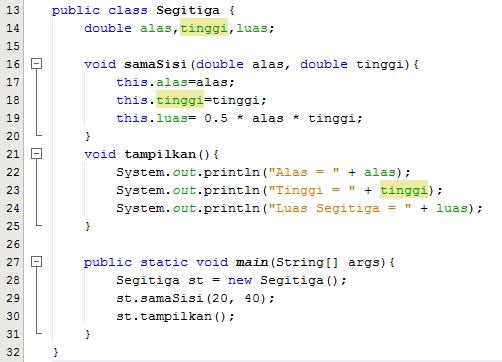 13 public class Segitiga {
14     double alas,tinggi,luas;
15
16     void samaSisi(double alas, double tinggi){
17         this.alas=alas;
18         this.tinggi=tinggi;
19         this.luas= 0.5 * alas * tinggi;
20     }
21     void tampilkan(){
22         System.out.println("Alas = " + alas);
23         System.out.println("Tinggi = " + tinggi);
24         System.out.println("Luas Segitiga = " + luas);
25     }
26
27     public static void main(String[] args){
28         Segitiga st = new Segitiga();
29         st.samaSisi(20, 40);
30         st.tampilkan();
31     }
32 }